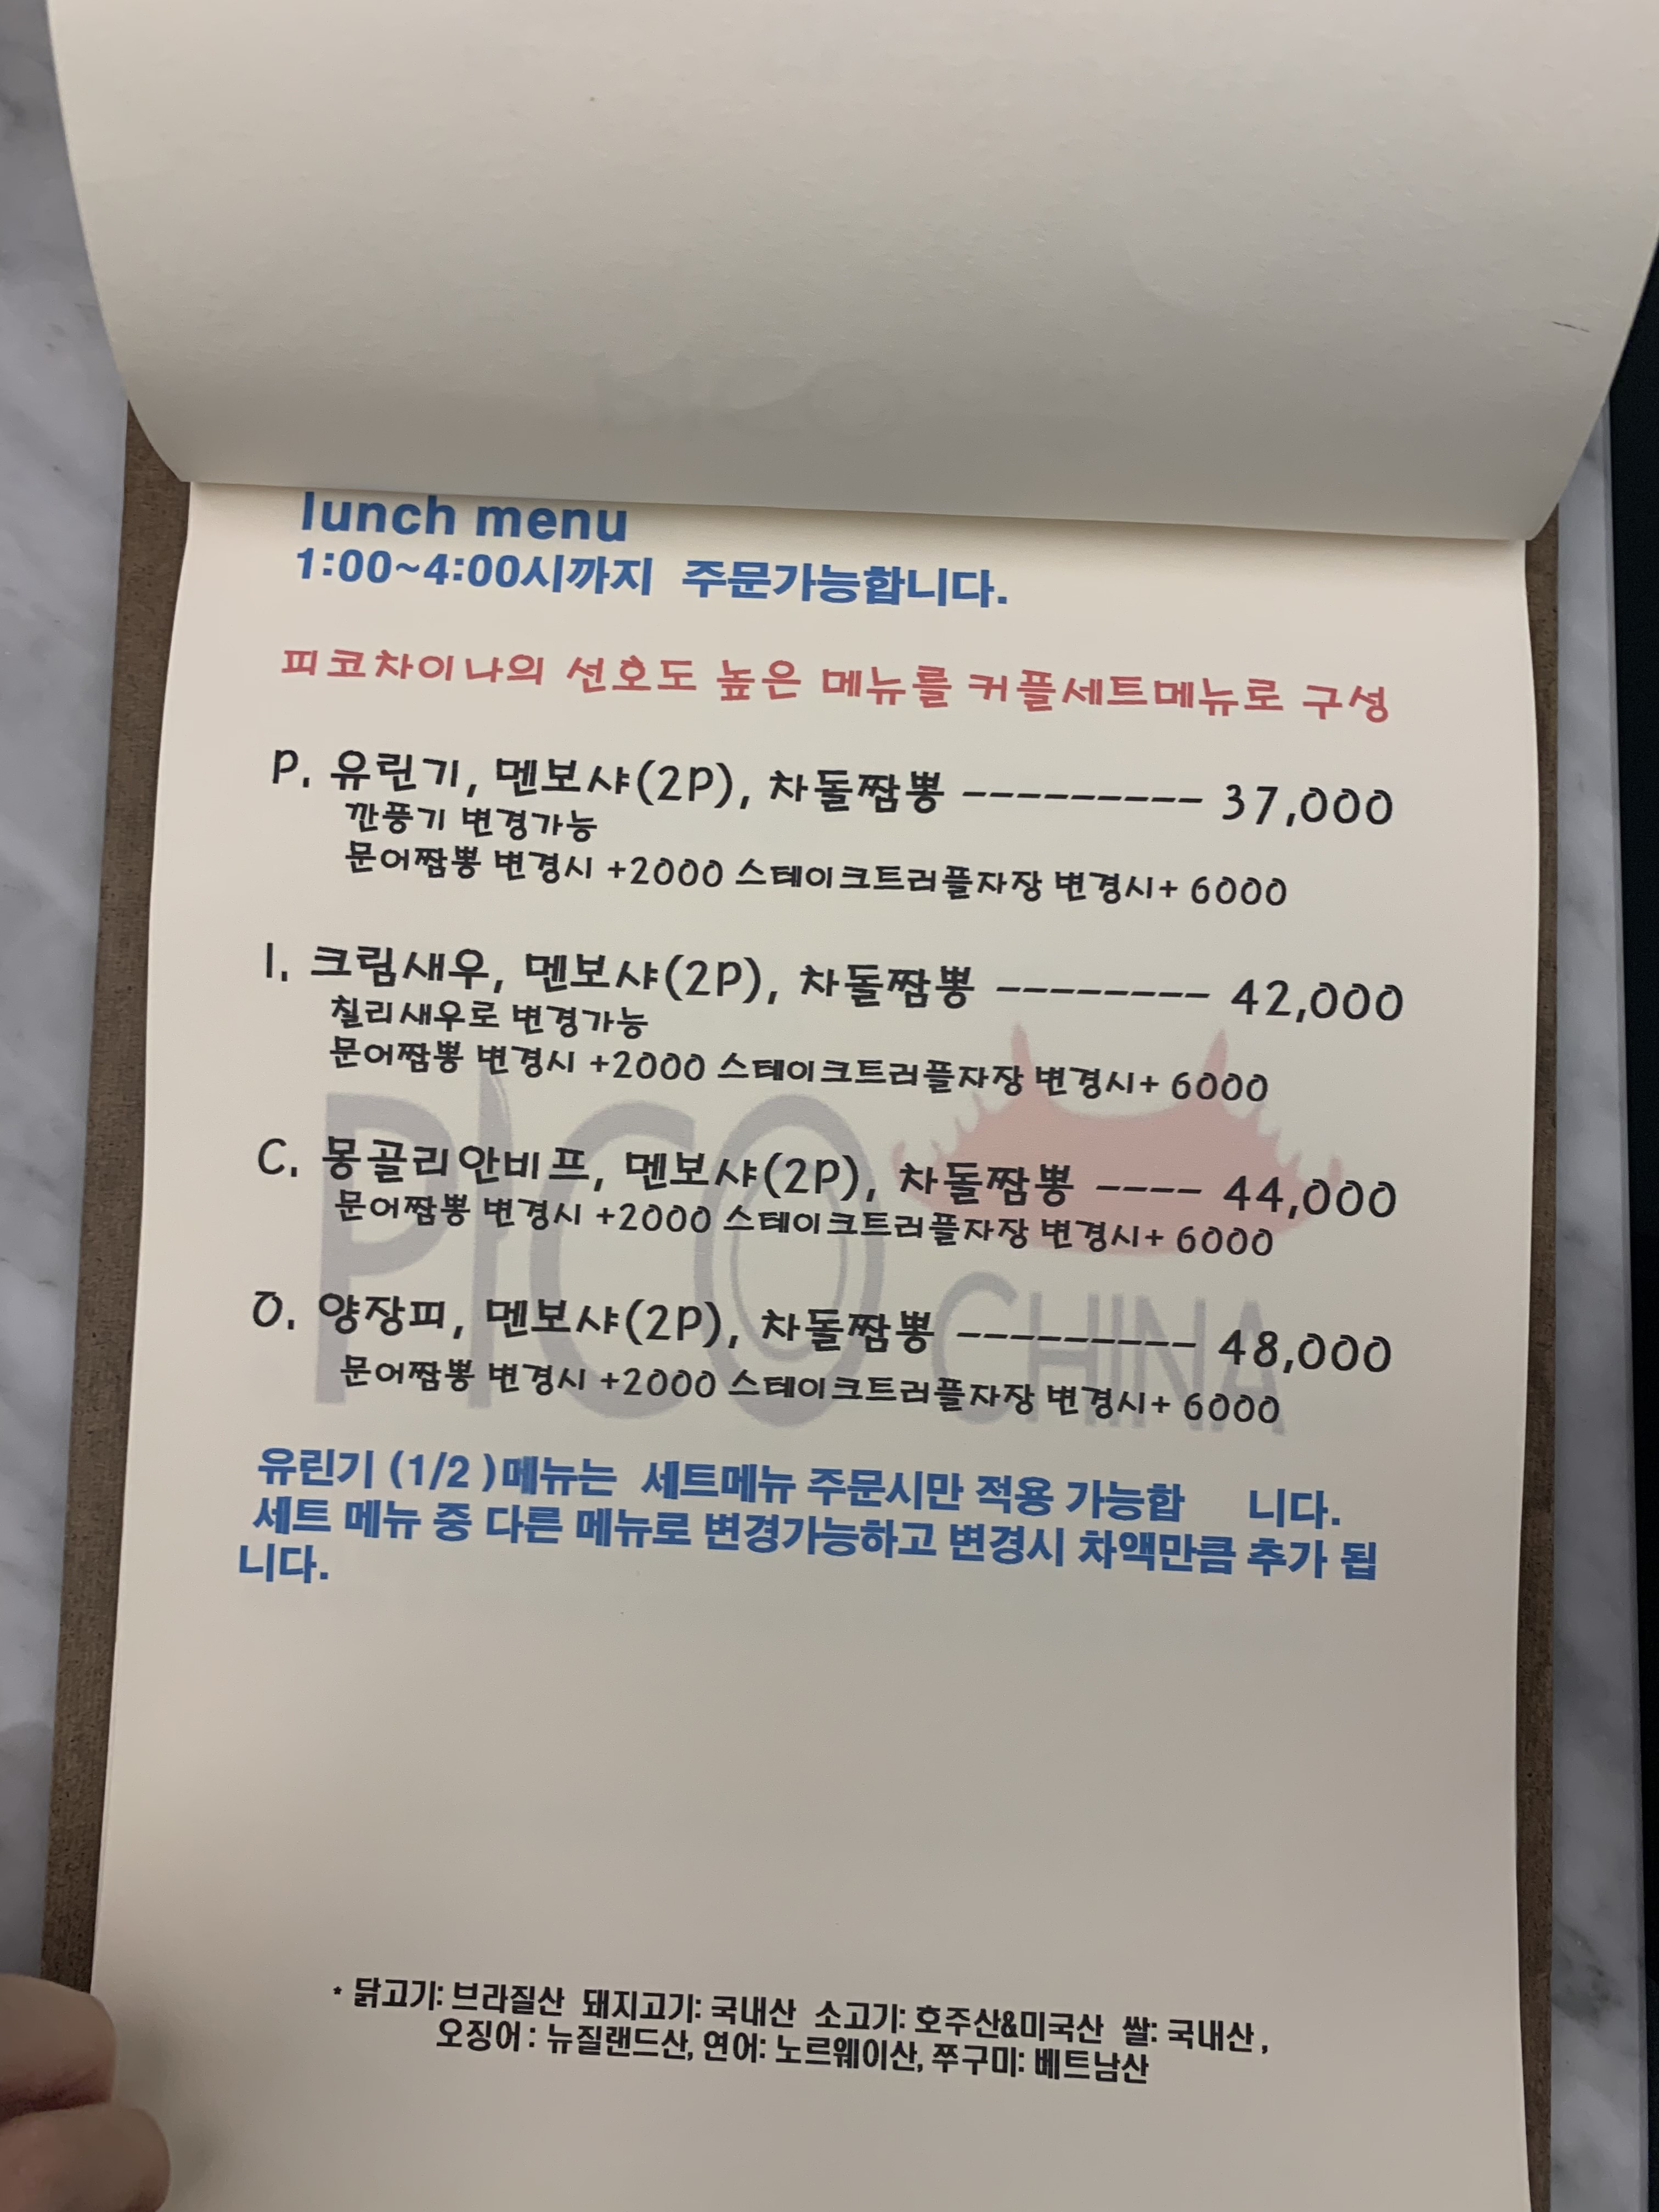 lunch menu
1:00~4:00시까지 주문가능합니다.
피코차이나의 선호도 높은 메뉴를 커플세트메뉴로 구성
P. 유린기, 멘보샤(2P), 차돌짬뽕 --------- 37,000
깐풍기 변경가능
문어짬뽕 변경시 +2000 스테이크트러플자장 변경시+ 6000
I. 크림새우, 멘보샤(2P), 차돌짬뽕 -------- 42,000
칠리새우로 변경가능
문어짬뽕 변경시 +2000 스테이크트러플자장 변경시+ 6000
C. 몽골리안비프, 멘보샤(2P), 차돌짬뽕 ---- 44,000
문어짬뽕 변경시 +2000 스테이크트러플자장 변경시+ 6000
O. 양장피, 멘보샤(2P), 차돌짬뽕 --------- 48,000
문어짬뽕 변경시 +2000 스테이크트러플자장 변경시+ 6000
PICO CHINA
유린기 (1/2 )메뉴는 세트메뉴 주문시만 적용 가능합 니다.
세트 메뉴 중 다른 메뉴로 변경가능하고 변경시 차액만큼 추가 됩
니다.
* 닭고기: 브라질산 돼지고기: 국내산 소고기: 호주산&미국산 쌀: 국내산 ,
오징어 : 뉴질랜드산, 연어: 노르웨이산, 쭈구미: 베트남산